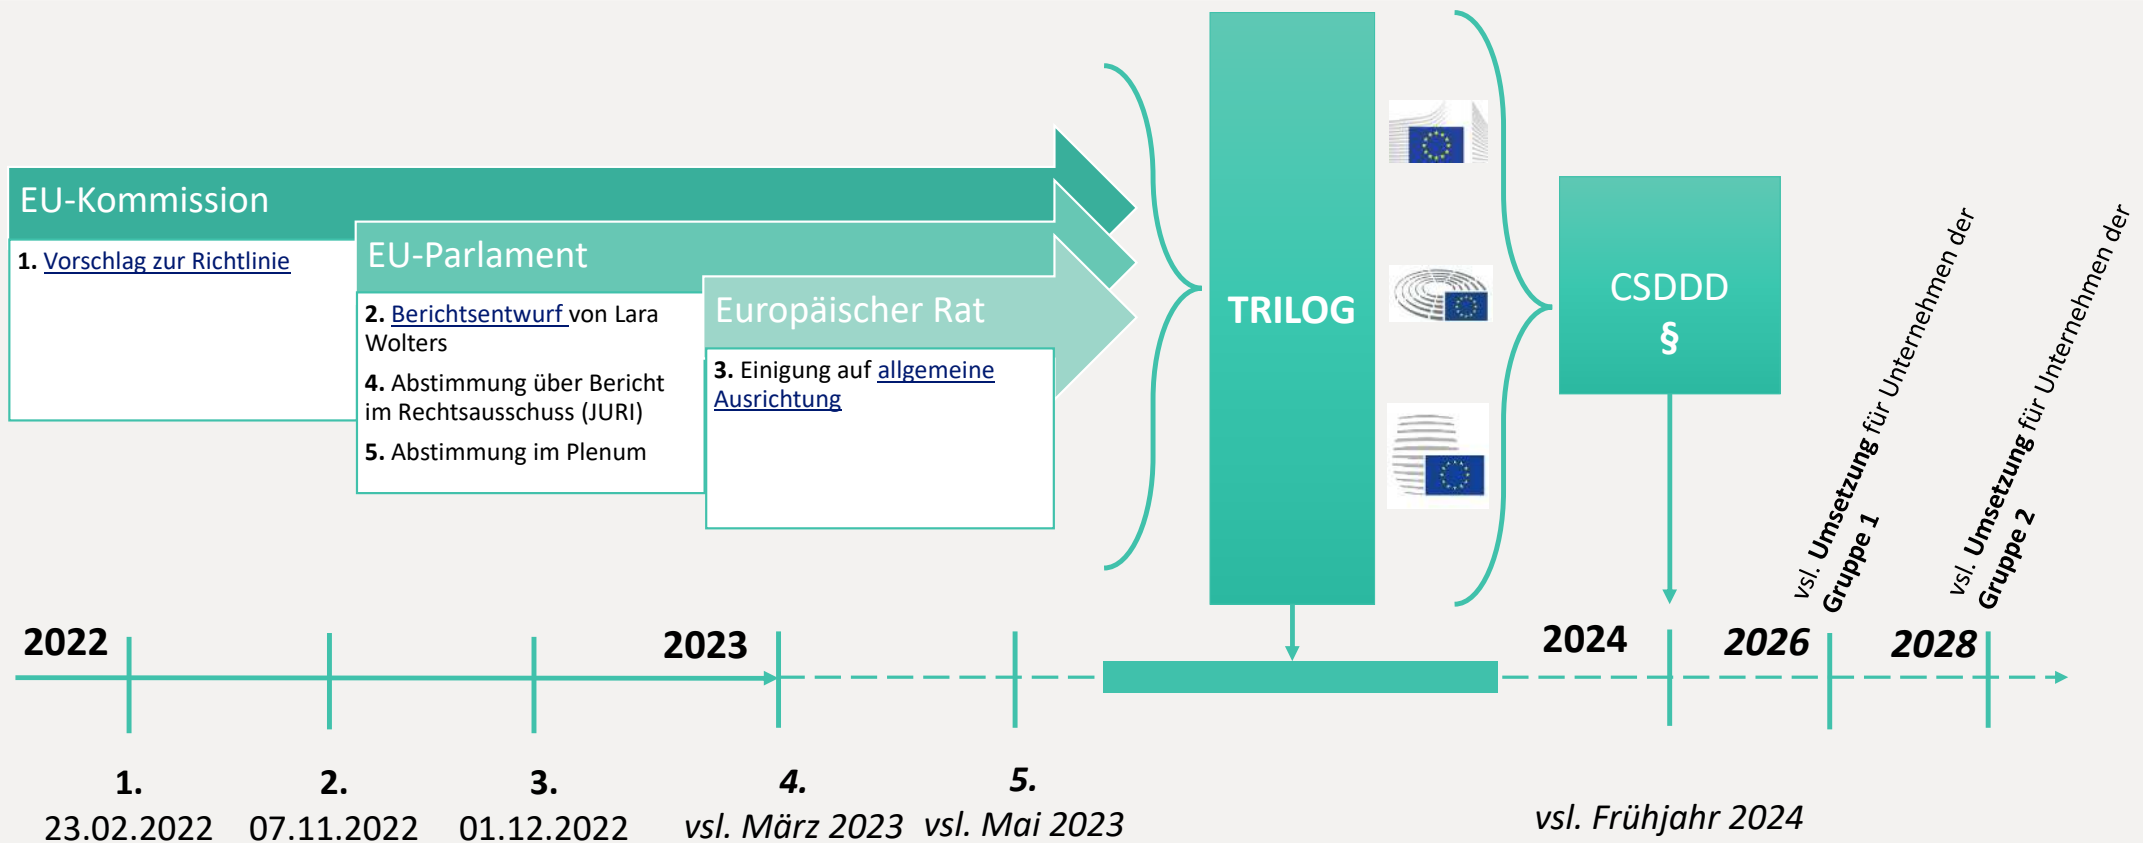 EU-Kommission
1. Vorschlag zur Richtlinie
EU-Parlament
2. Berichtsentwurf von Lara
Wolters
4. Abstimmung über Bericht
im Rechtsausschuss (JURI)
5. Abstimmung im Plenum
Europäischer Rat
3. Einigung auf allgemeine
Ausrichtung
TRILOG
CSDDD
§
vsl. Umsetzung für Unternehmen der
Gruppe 1
vsl. Umsetzung für Unternehmen der
Gruppe 2
2022
2023
2024
2026
2028
1.
23.02.2022
2.
07.11.2022
3.
01.12.2022
4.
vsl. März 2023
5.
vsl. Mai 2023
vsl. Frühjahr 2024